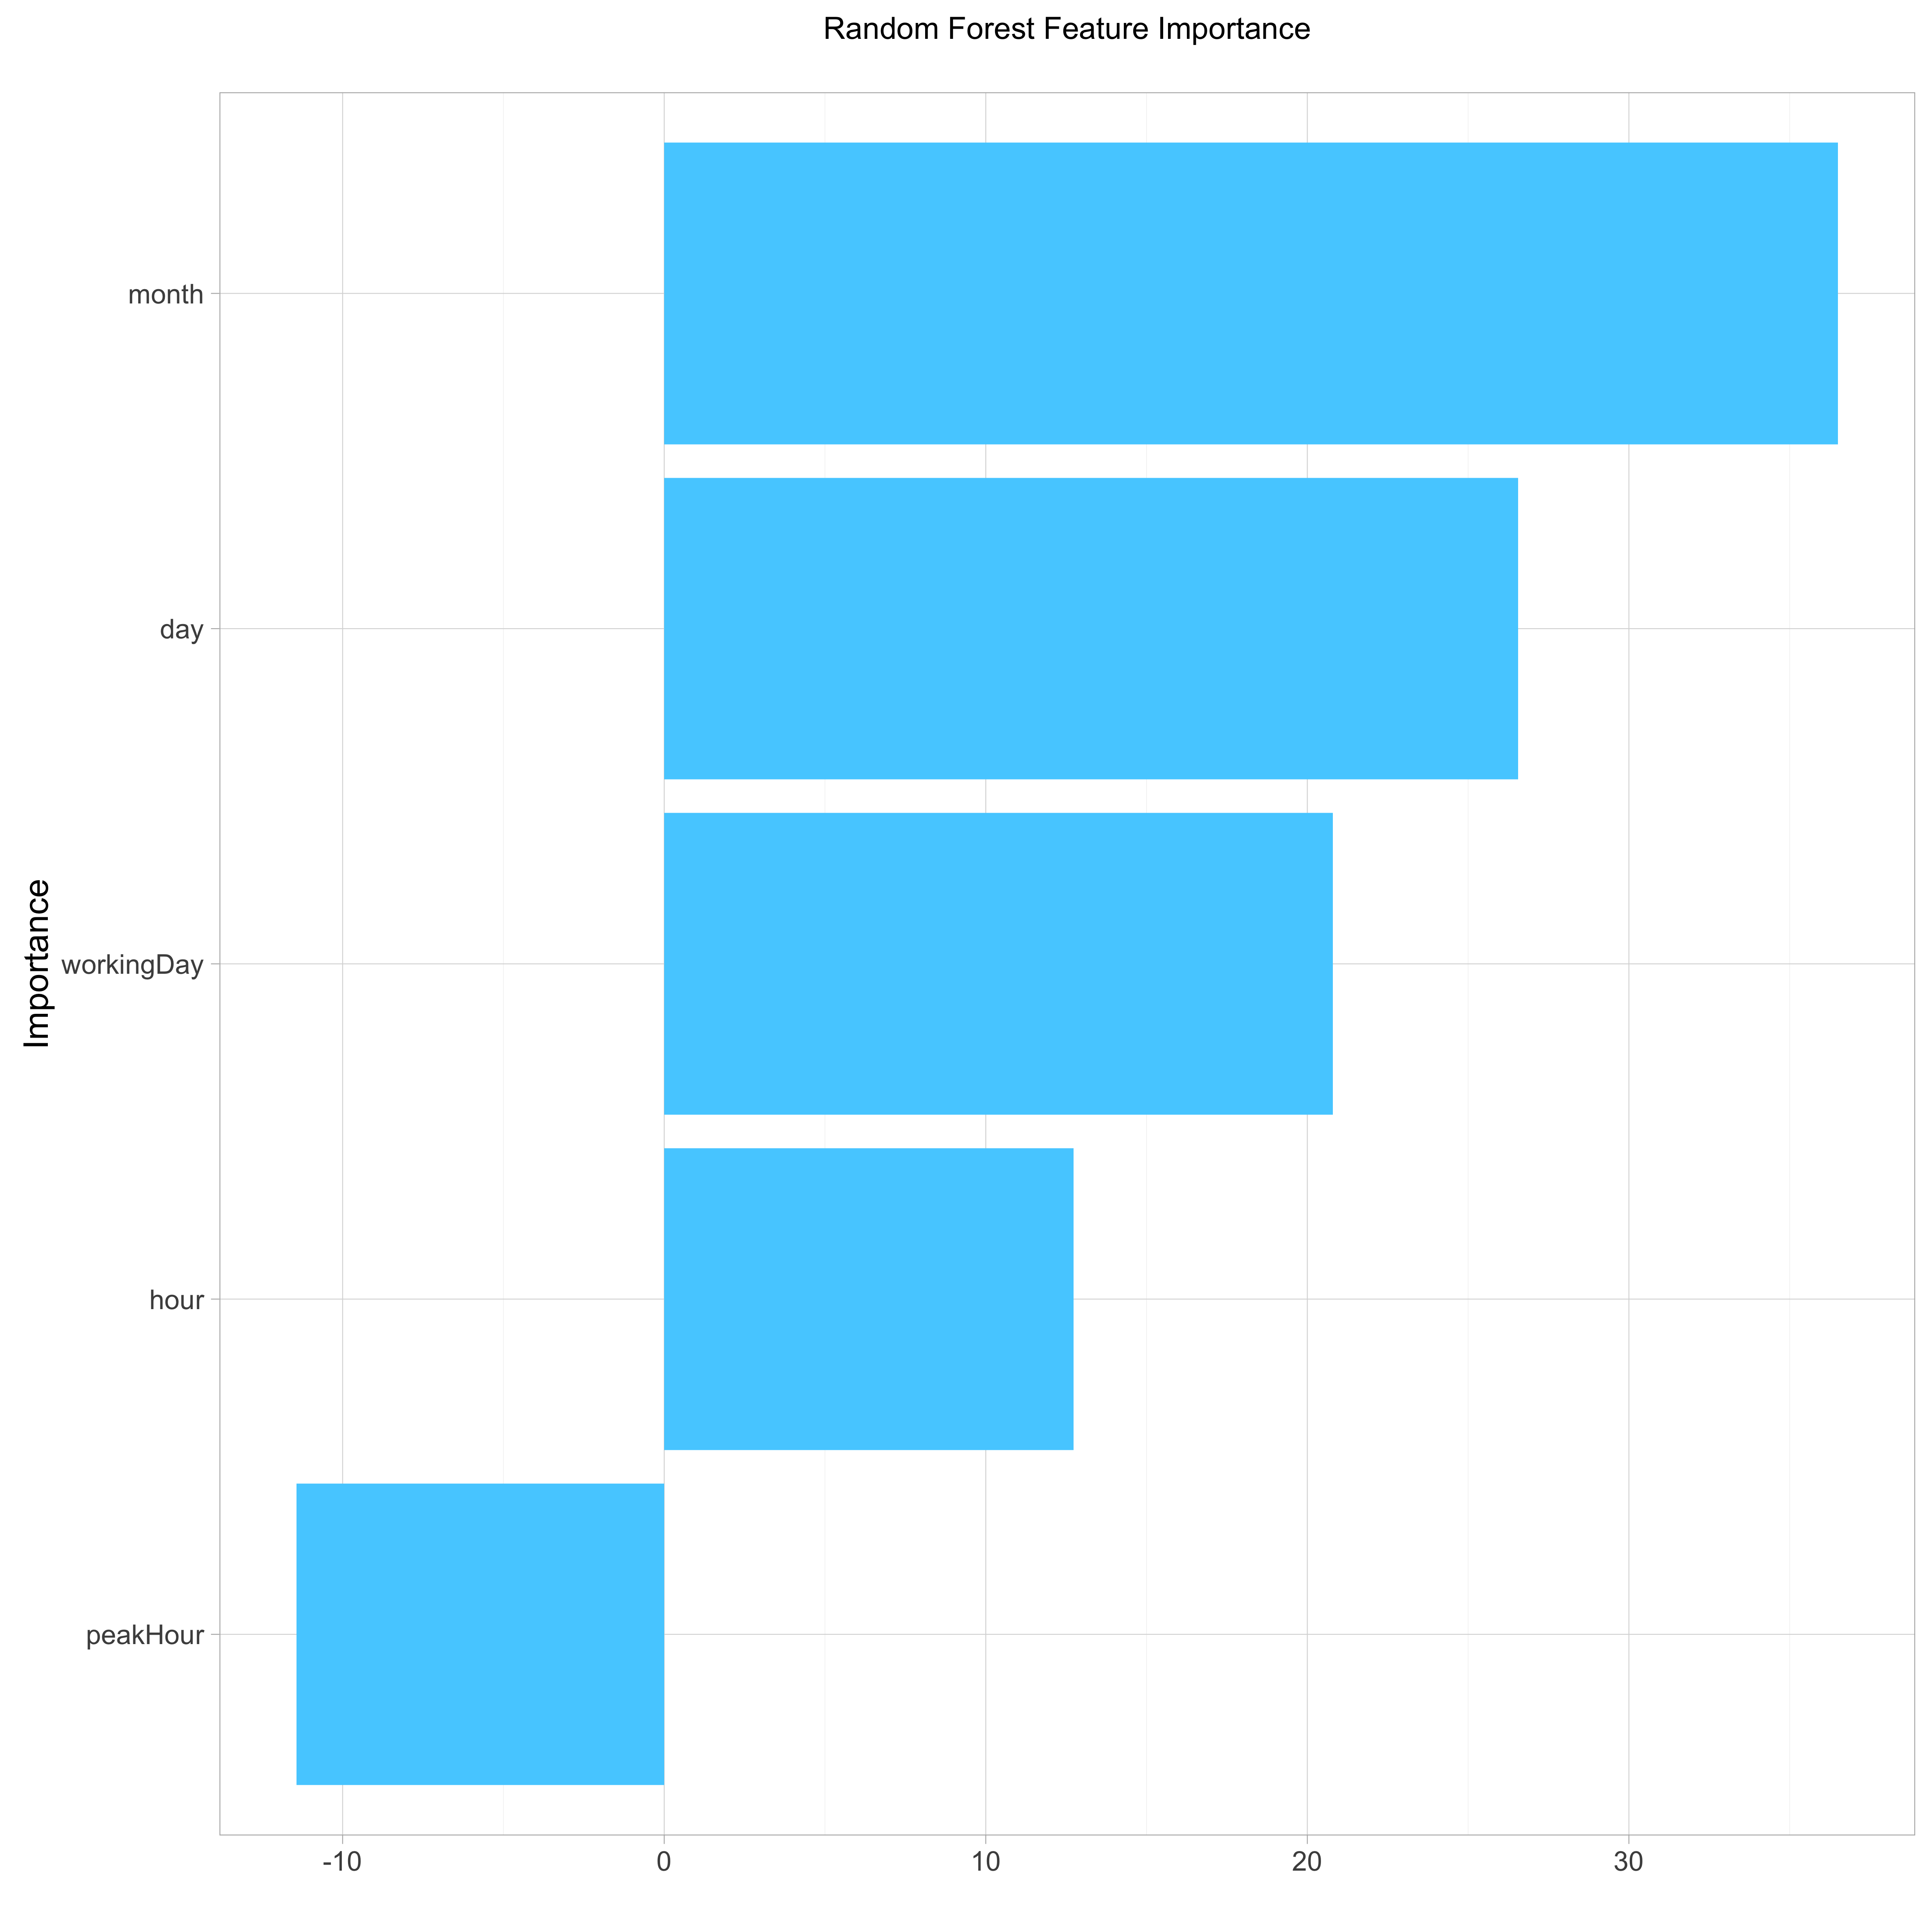 Random Forest Feature Importance
Importance
month
day
workingDay
hour
peakHour
-10 0 10 20 30